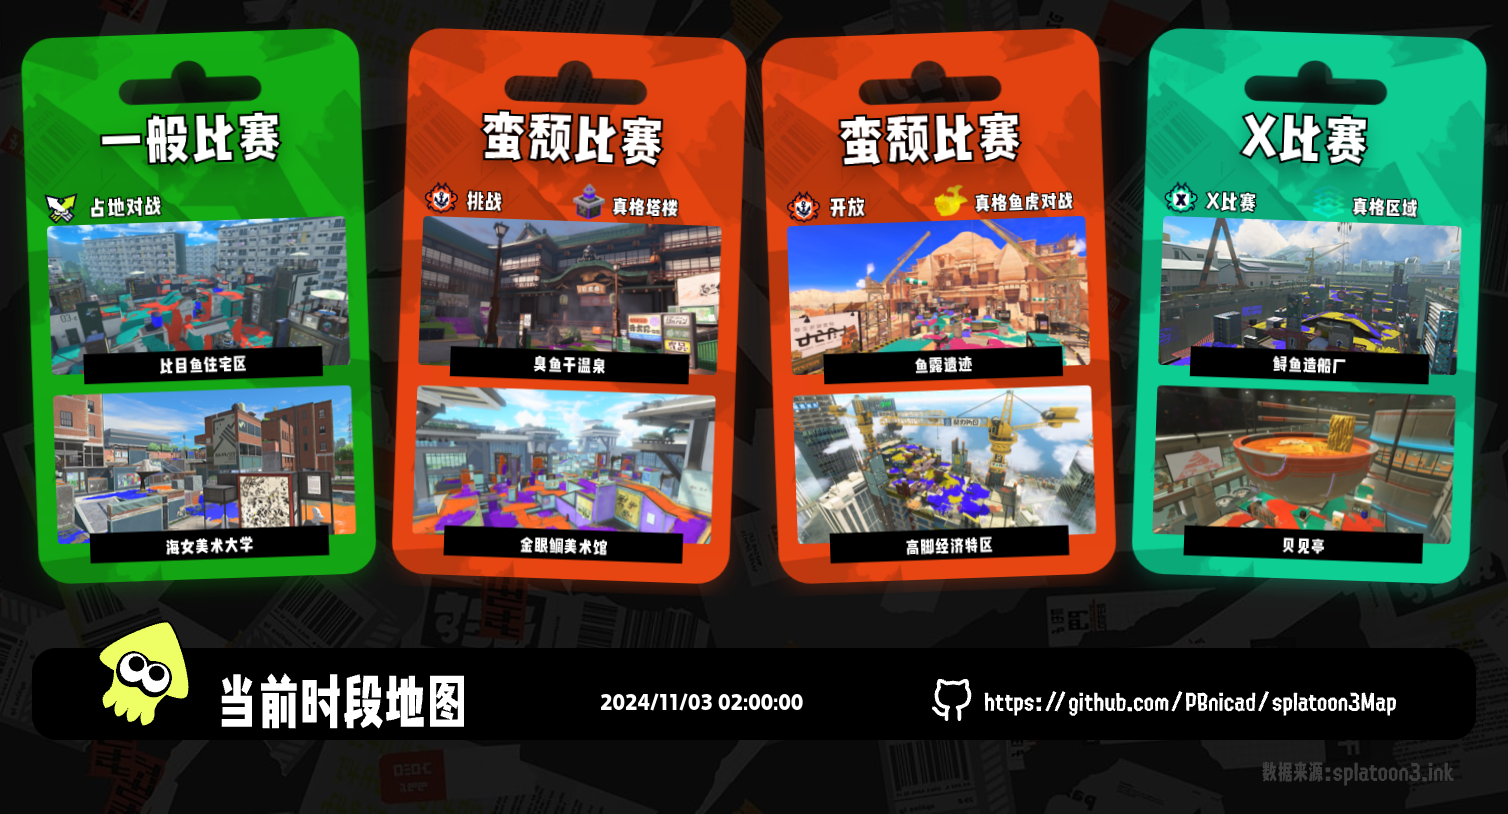 一般比赛
占地对战
比目鱼住宅区
海女美术大学
蛮颓比赛
挑战
真格塔楼
臭鱼干温泉
金眼鲷美术馆
蛮颓比赛
开放
真格鱼虎对战
鱼露遗迹
高脚经济特区
X比赛
X比赛
真格区域
鲟鱼造船厂
贝见亭
当前时段地图
2024/11/03 02:00:00
https://github.com/PBnicad/splatoon3Map
数据来源:splatoon3.ink